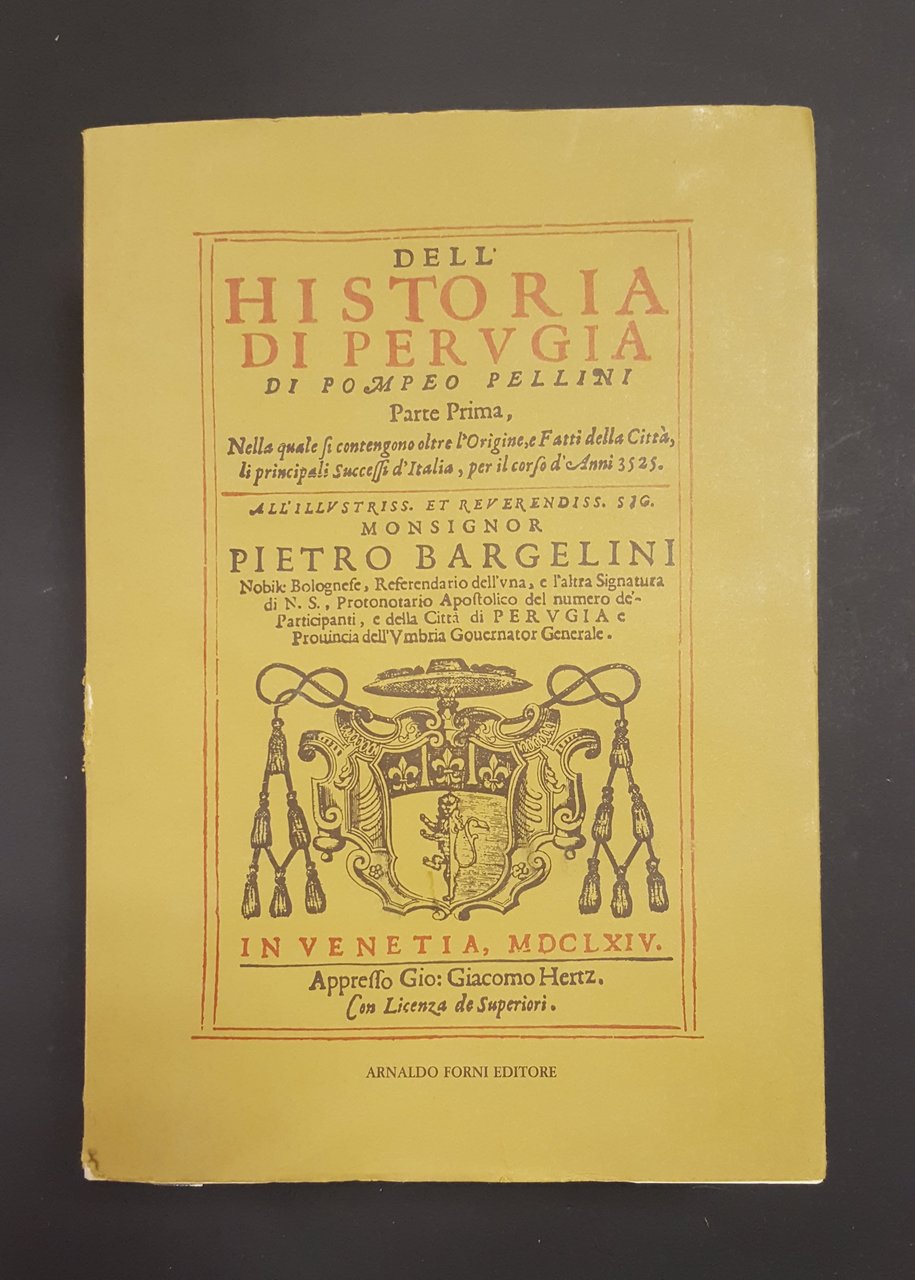 DELL'
HISTORIA
DI PERVGIA
DI POMPEO PELLINI
Parte Prima,
Nella quale ſi contengono oltre l'Origine, e Fatti della Città,
li principali Succeſſi d'Italia, per il corſo d'Anni 3525.
ALL'ILLVSTRISS. ET REVERENDISS. SIG.
MONSIGNOR
PIETRO BARGELINI
Nobile Bologneſe, Referendario dell'vna, e l'altra Signatura
di N. S., Protonotario Apoſtolico del numero de'
Participanti, e della Città di PERVGIA e
Prouincia dell'Vmbria Gouernator Generale.
IN VENETIA, MDCLXIV.
Appreſſo Gio: Giacomo Hertz.
Con Licenza de Superiori.
ARNALDO FORNI EDITORE